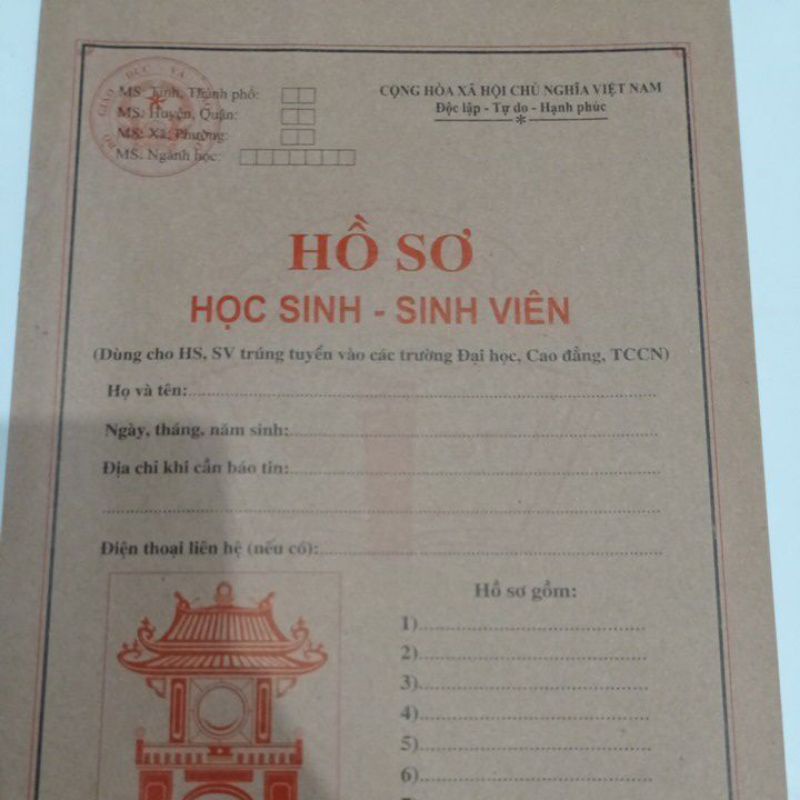 MS: Tỉnh, Thành phố:
MS: Huyện, Quận:
MS: Xã, Phường:
MS. Ngành học:
CỘNG HÒA XÃ HỘI CHỦ NGHĨA VIỆT NAM
Độc lập - Tự do - Hạnh phúc
HỒ SƠ
HỌC SINH - SINH VIÊN
(Dùng cho HS, SV trúng tuyển vào các trường Đại học, Cao đẳng, TCCN)
Họ và tên:
Ngày, tháng, năm sinh:
Địa chỉ khi cần báo tin:
Điện thoại liên hệ (nếu có):
Hồ sơ gồm:
1)
2)
3)
4)
5)
6)